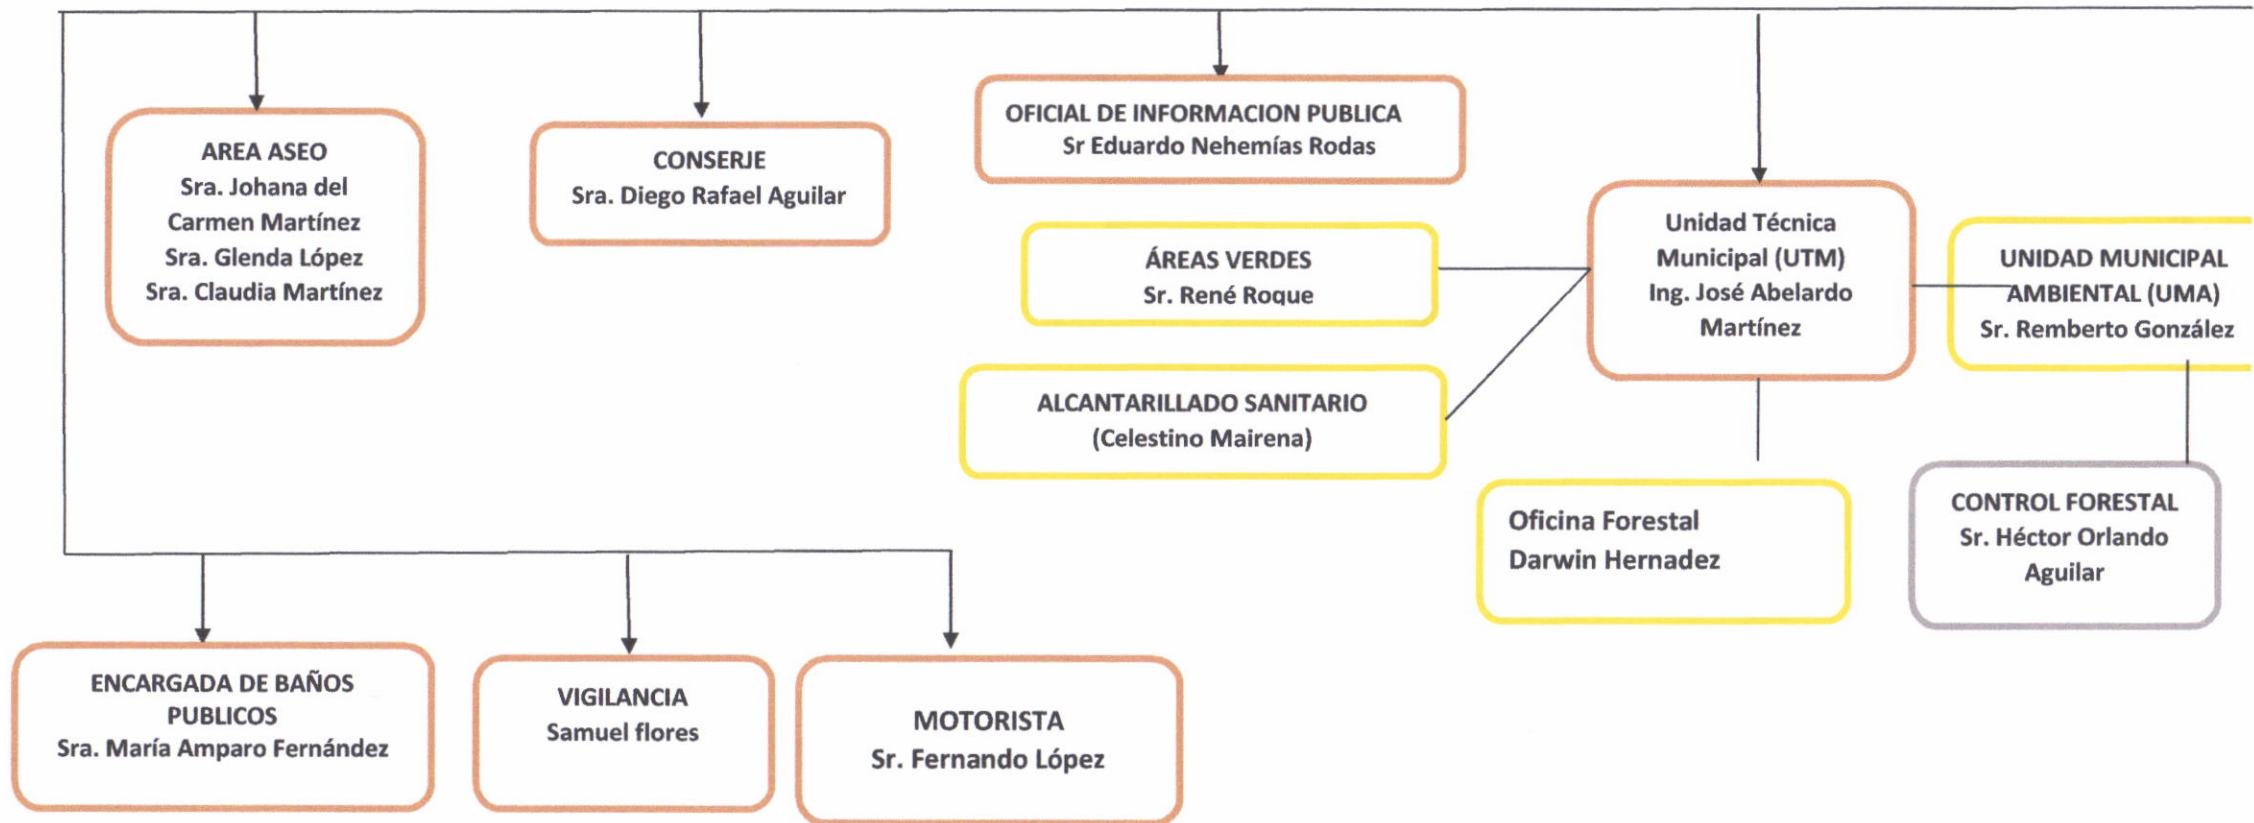 AREA ASEO
Sra. Johana del
Carmen Martínez
Sra. Glenda López
Sra. Claudia Martínez
CONSERJE
Sra. Diego Rafael Aguilar
OFICIAL DE INFORMACION PUBLICA
Sr Eduardo Nehemías Rodas
ÁREAS VERDES
Sr. René Roque
ALCANTARILLADO SANITARIO
(Celestino Mairena)
Unidad Técnica
Municipal (UTM)
Ing. José Abelardo
Martínez
UNIDAD MUNICIPAL
AMBIENTAL (UMA)
Sr. Remberto González
Oficina Forestal
Darwin Hernadez
CONTROL FORESTAL
Sr. Héctor Orlando
Aguilar
ENCARGADA DE BAÑOS
PUBLICOS
Sra. María Amparo Fernández
VIGILANCIA
Samuel flores
MOTORISTA
Sr. Fernando López